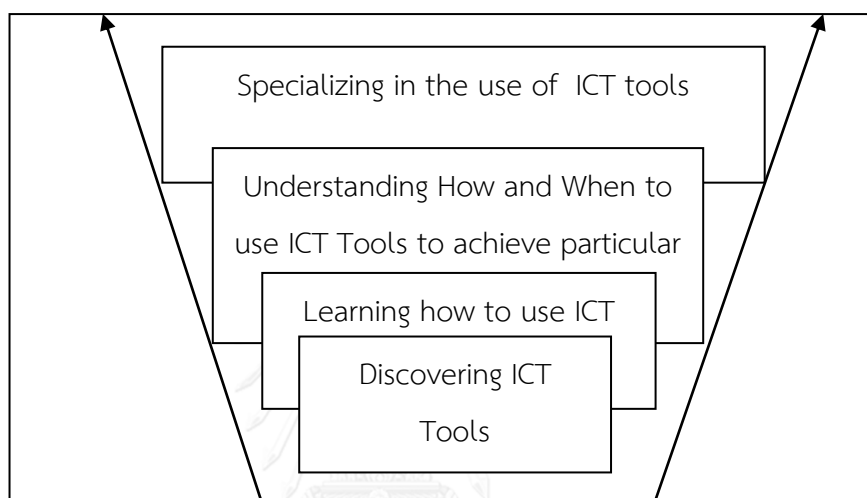 Specializing in the use of ICT tools
Understanding How and When to
use ICT Tools to achieve particular
Learning how to use ICT
Discovering ICT
Tools